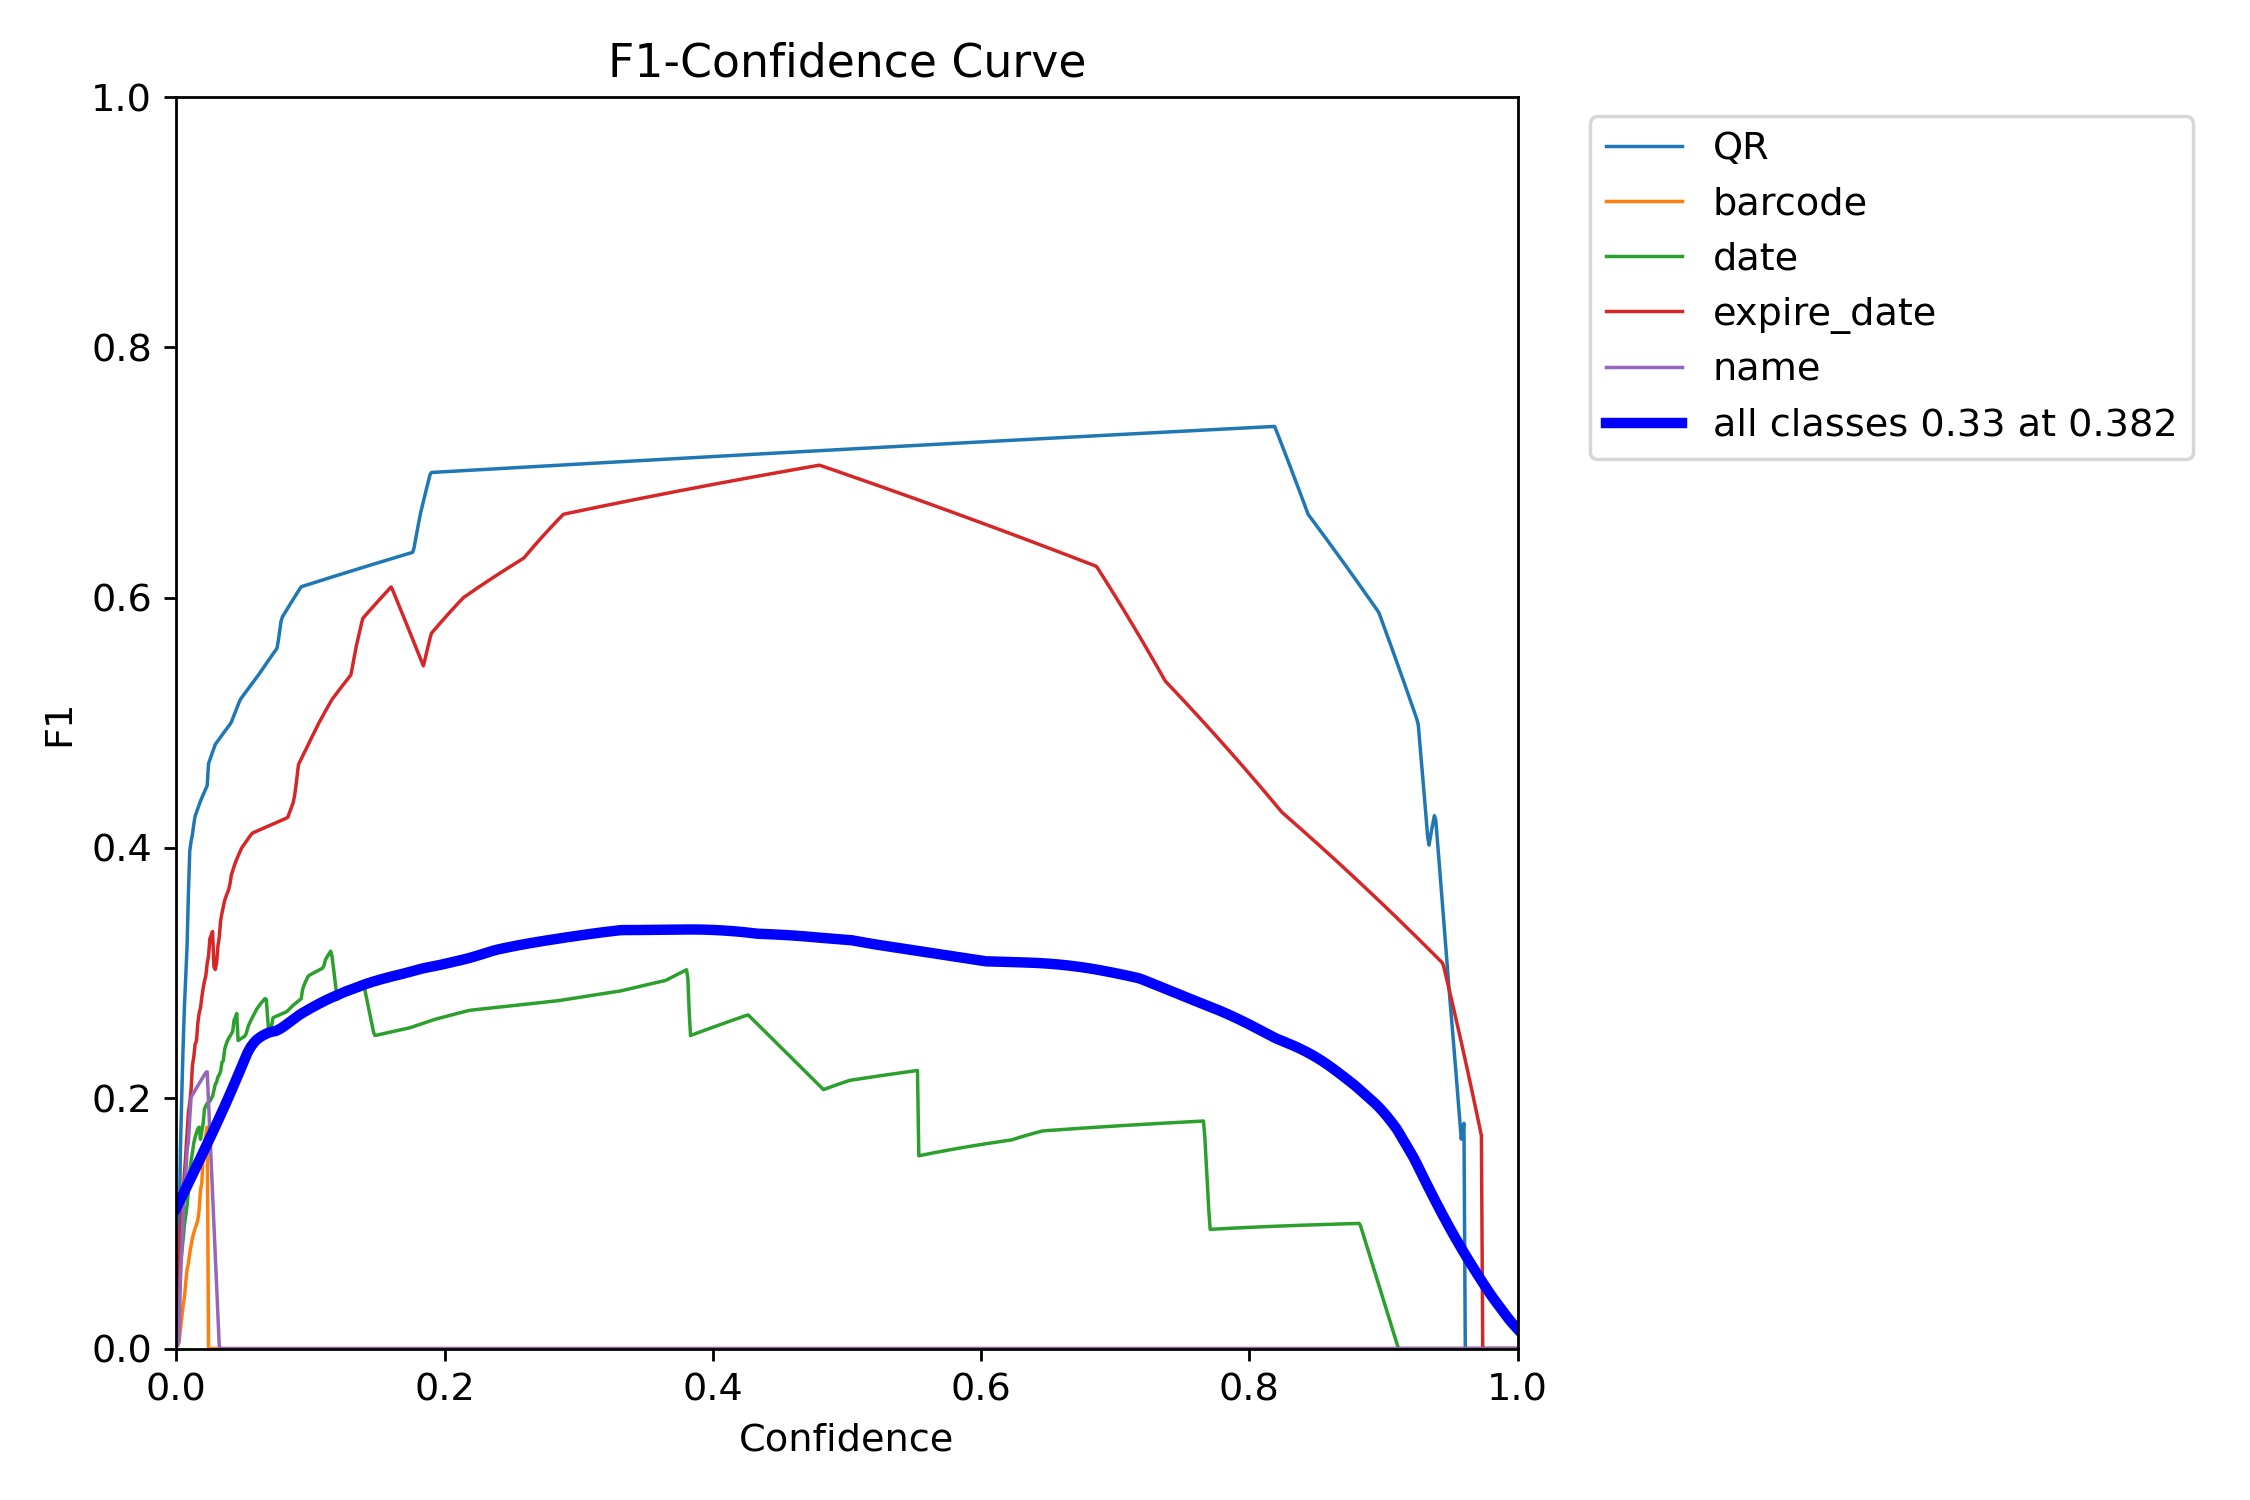 F1-Confidence Curve
1.0
0.8
0.6
0.4
0.2
0.0
F1
0.0 0.2 0.4 0.6 0.8 1.0
Confidence
QR
barcode
date
expire_date
name
all classes 0.33 at 0.382